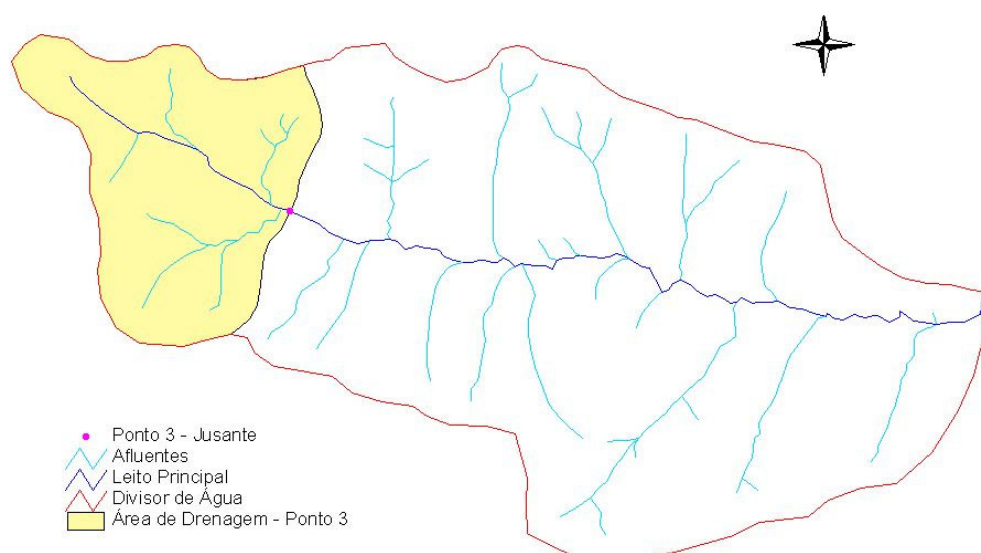 Ponto 3 - Jusante
Afluentes
Leito Principal
Divisor de Água
Área de Drenagem - Ponto 3